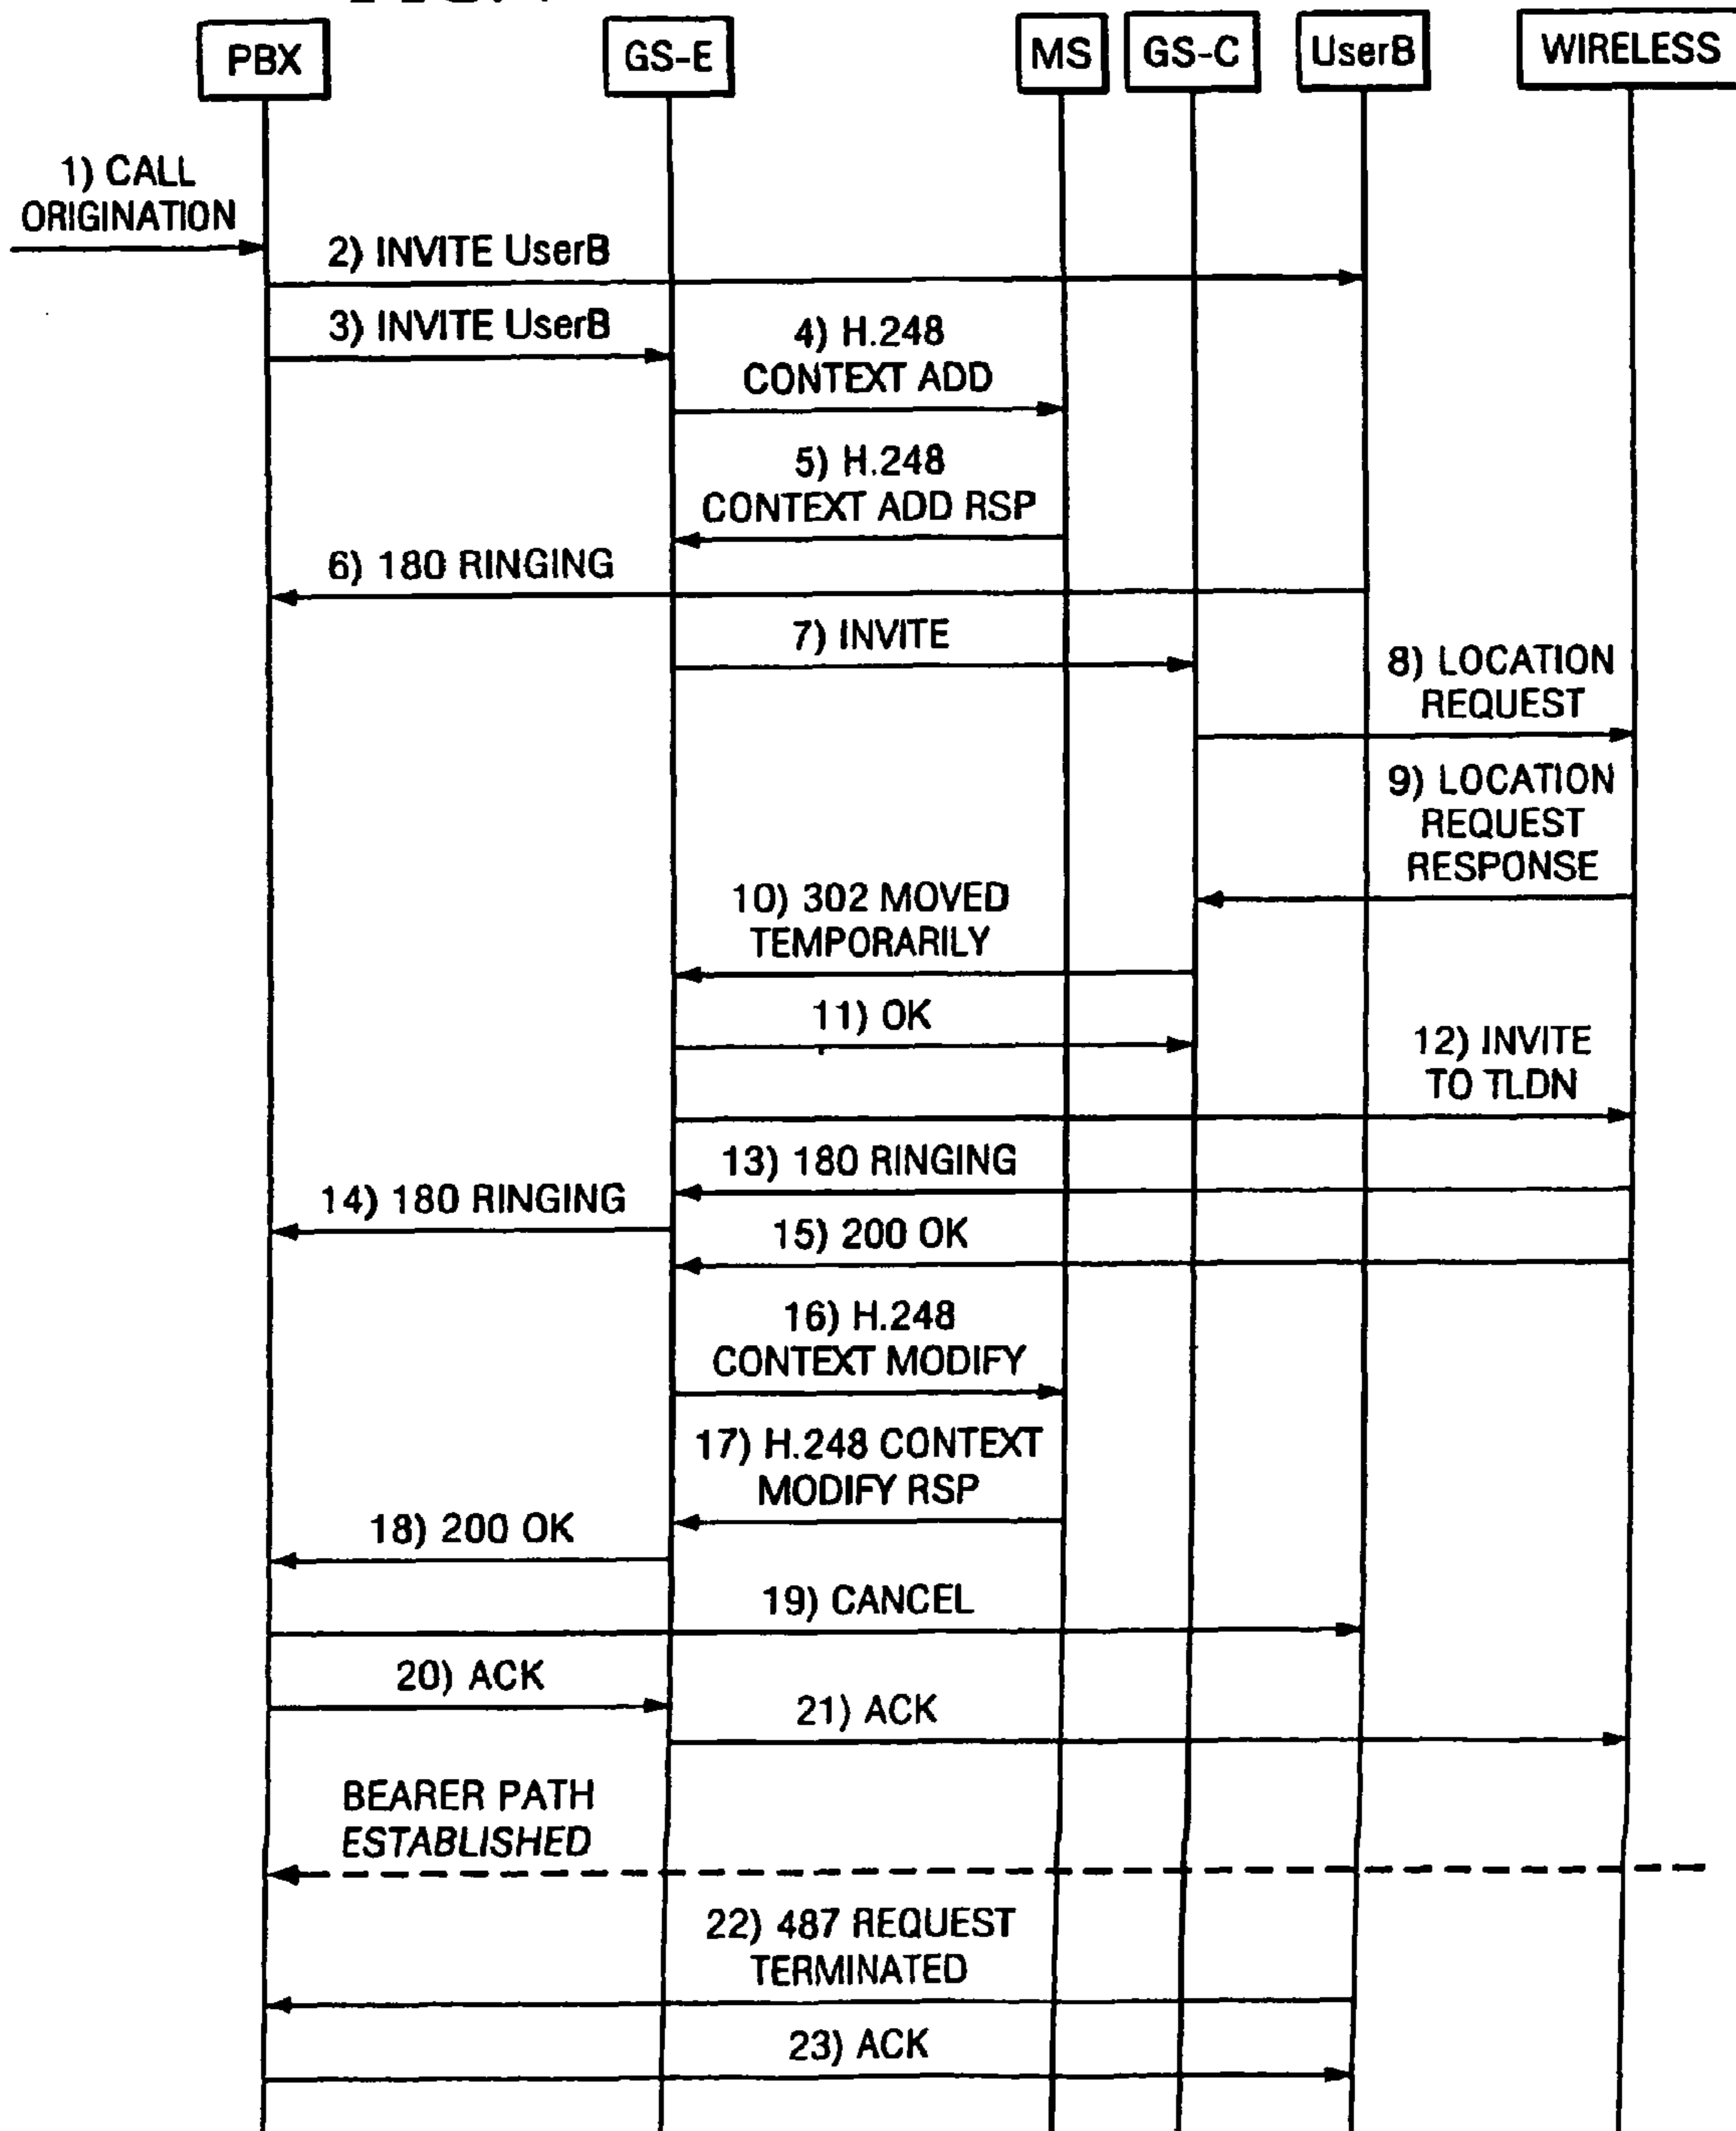 PBX
GS-E
MS
GS-C
UserB
WIRELESS
1) CALL
ORIGINATION
2) INVITE UserB
3) INVITE UserB
4) H.248
CONTEXT ADD
5) H.248
CONTEXT ADD RSP
6) 180 RINGING
7) INVITE
8) LOCATION
REQUEST
9) LOCATION
REQUEST
RESPONSE
10) 302 MOVED
TEMPORARILY
11) OK
12) INVITE
TO TLDN
13) 180 RINGING
14) 180 RINGING
15) 200 OK
16) H.248
CONTEXT MODIFY
17) H.248 CONTEXT
MODIFY RSP
18) 200 OK
19) CANCEL
20) ACK
21) ACK
BEARER PATH
ESTABLISHED
22) 487 REQUEST
TERMINATED
23) ACK